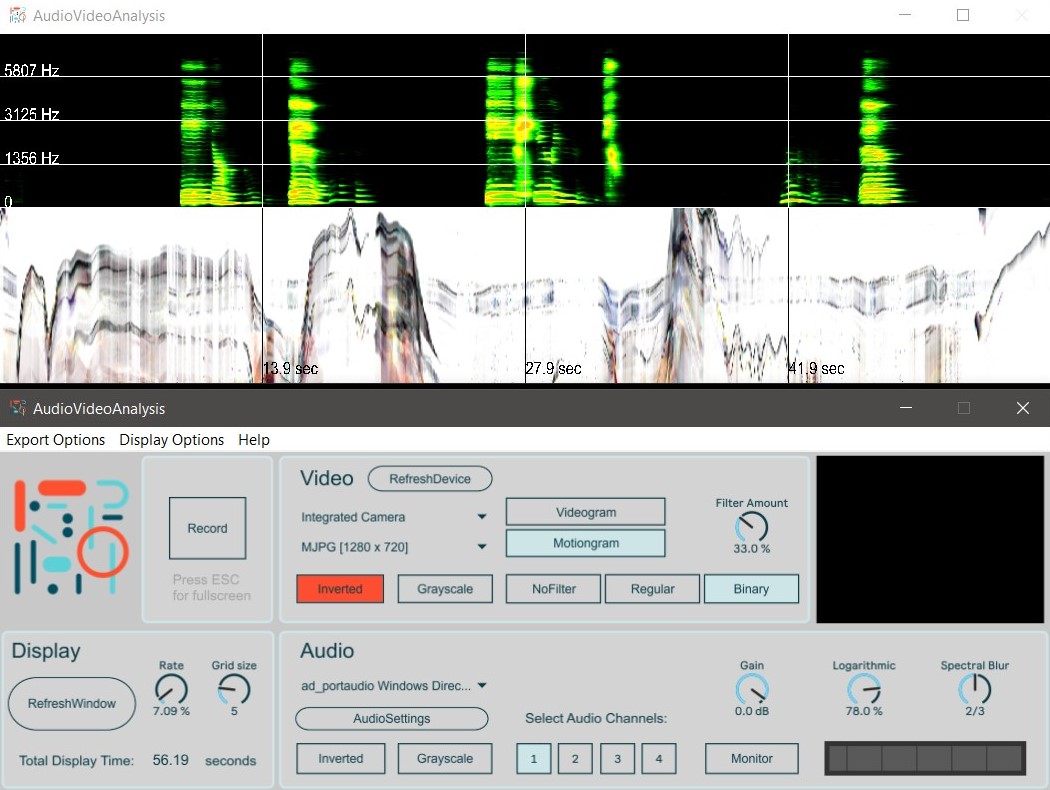 AudioVideoAnalysis
5807 Hz
3125 Hz
1356 Hz
0
13.9 sec 27.9 sec 41.9 sec
AudioVideoAnalysis
Export Options Display Options Help
Record
Press ESC
for fullscreen
Video RefreshDevice
Integrated Camera
MJPG [1280 x 720]
Videogram
Motiongram
Filter Amount
33.0 %
Inverted Grayscale NoFilter Regular Binary
Display
Rate Grid size
RefreshWindow
7.09 % 5
Total Display Time: 56.19 seconds
Audio
ad_portaudio Windows Direc...
AudioSettings
Select Audio Channels:
Inverted Grayscale 1 2 3 4 Monitor
Gain Logarithmic Spectral Blur
0.0 dB 78.0 % 2/3